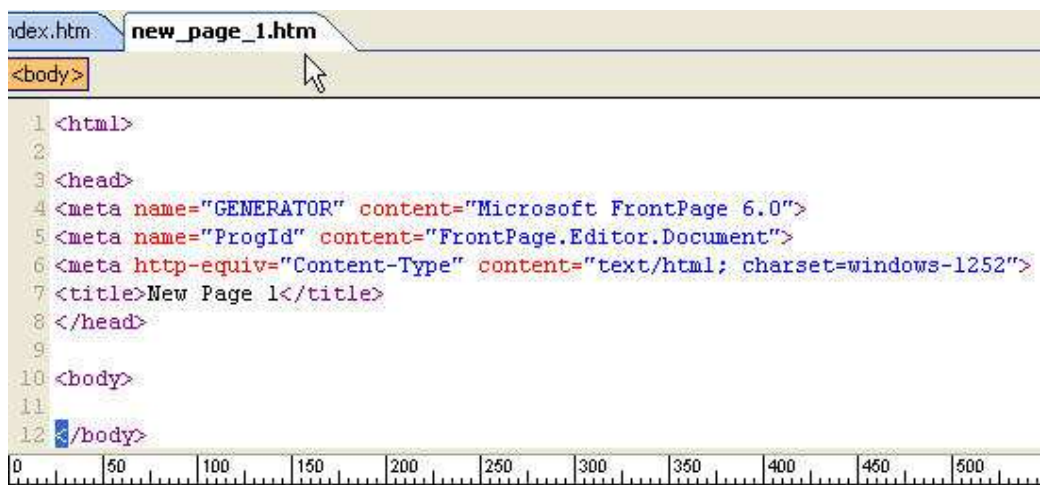 ndex.htm new_page_1.htm
<body>
1 <html>
2
3 <head>
4 <meta name="GENERATOR" content="Microsoft FrontPage 6.0">
5 <meta name="ProgId" content="FrontPage.Editor.Document">
6 <meta http-equiv="Content-Type" content="text/html; charset=windows-1252">
7 <title>New Page 1</title>
8 </head>
9
10 <body>
11
12 </body>
0 50 100 150 200 250 300 350 400 450 500